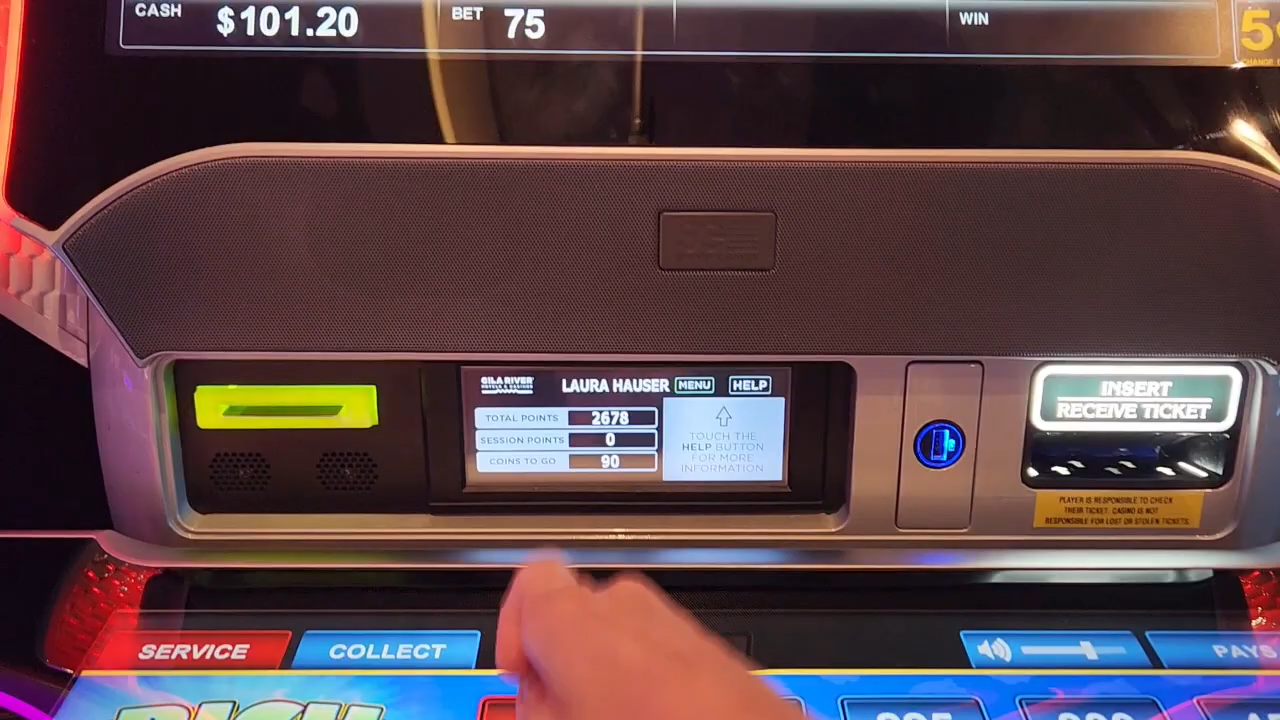 CASH $101.20 BET 75 WIN 5¢
LAURA HAUSER MENU HELP
GILA RIVER
HOTELS & CASINOS
TOTAL POINTS 2678
SESSION POINTS 0
COINS TO GO 90
TOUCH THE
HELP BUTTON
FOR MORE
INFORMATION
INSERT
RECEIVE TICKET
PLAYER IS RESPONSIBLE TO CHECK
THEIR TICKET. CASINO IS NOT
RESPONSIBLE FOR LOST OR STOLEN TICKETS.
SERVICE COLLECT PAYS